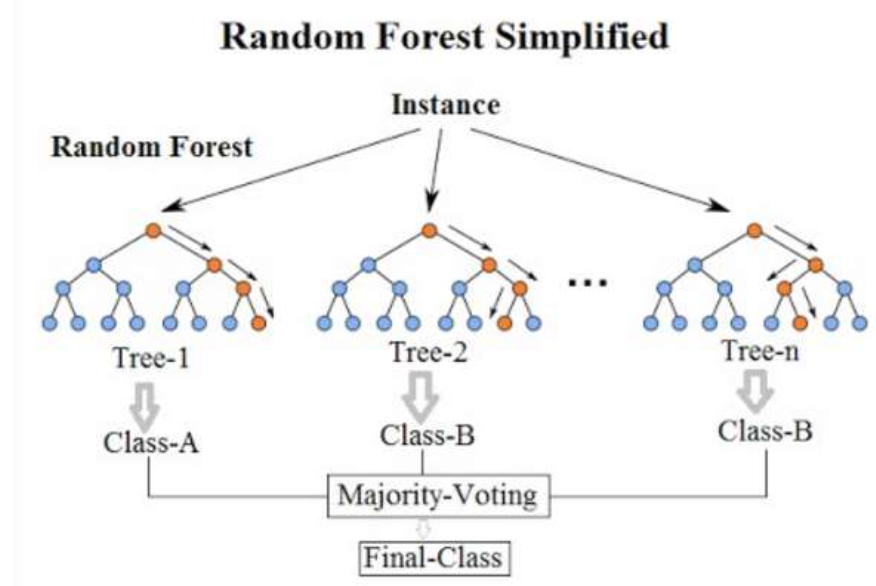 Random Forest Simplified
Instance
Random Forest
...
Tree-1
Tree-2
Tree-n
Class-A
Class-B
Class-B
Majority-Voting
Final-Class